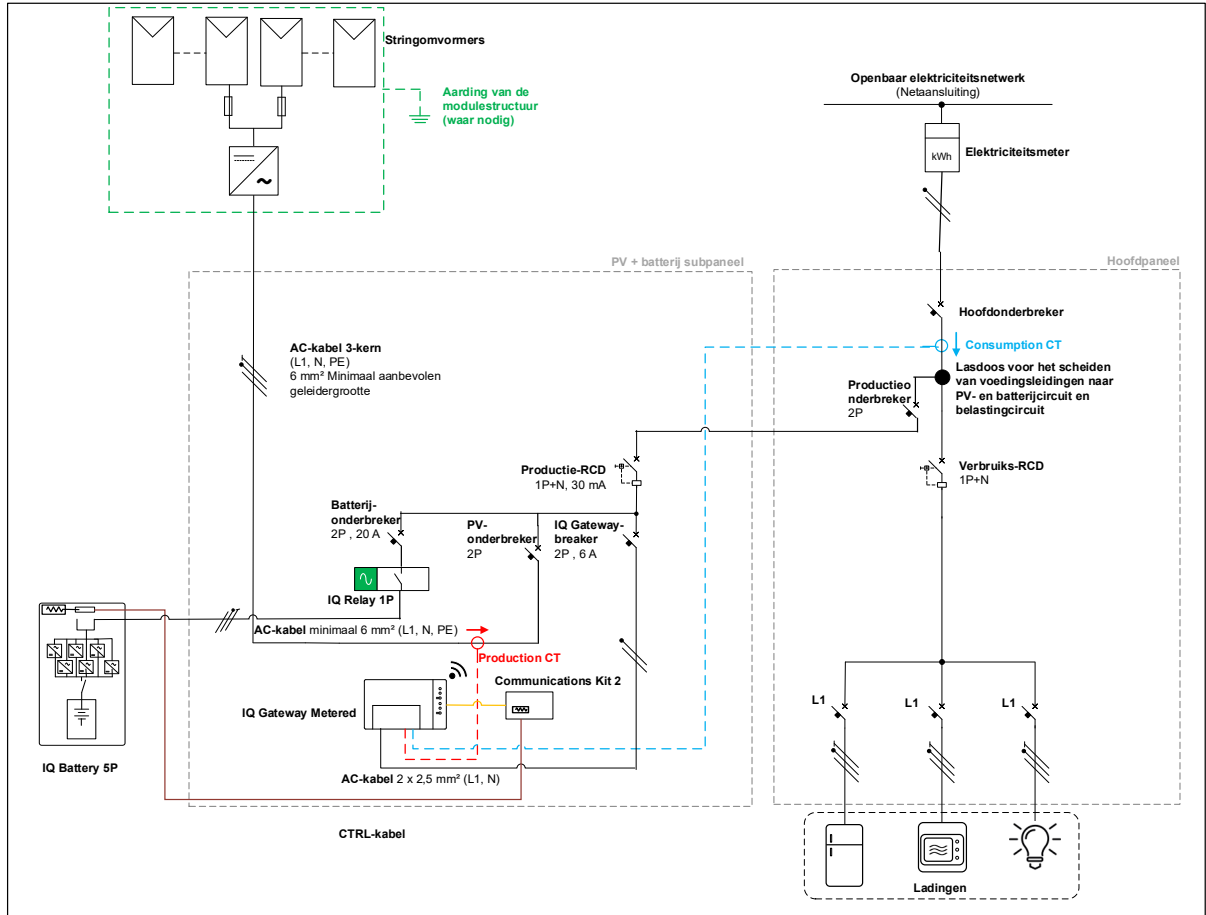 Stringomvormers
Aarding van de
modulestructuur
(waar nodig)
Openbaar elektriciteitsnetwerk
(Netaansluiting)
kWh
Elektriciteitsmeter
PV + batterij subpaneel
Hoofdpaneel
Hoofdonderbreker
Consumption CT
AC-kabel 3-kern
(L1, N, PE)
6 mm² Minimaal aanbevolen
geleidergrootte
Lasdoos voor het scheiden
van voedingsleidingen naar
PV- en batterijcircuit en
belastingcircuit
Productieo
nderbreker
2P
Productie-RCD
1P+N, 30 mA
Verbruiks-RCD
1P+N
Batterij-
onderbreker
2P , 20 A
PV-
onderbreker
2P
IQ Gateway-
breaker
2P , 6 A
IQ Relay 1P
AC-kabel minimaal 6 mm² (L1, N, PE)
Production CT
Communications Kit 2
IQ Gateway Metered
L1
L1
L1
IQ Battery 5P
AC-kabel 2 x 2,5 mm² (L1, N)
CTRL-kabel
Ladingen